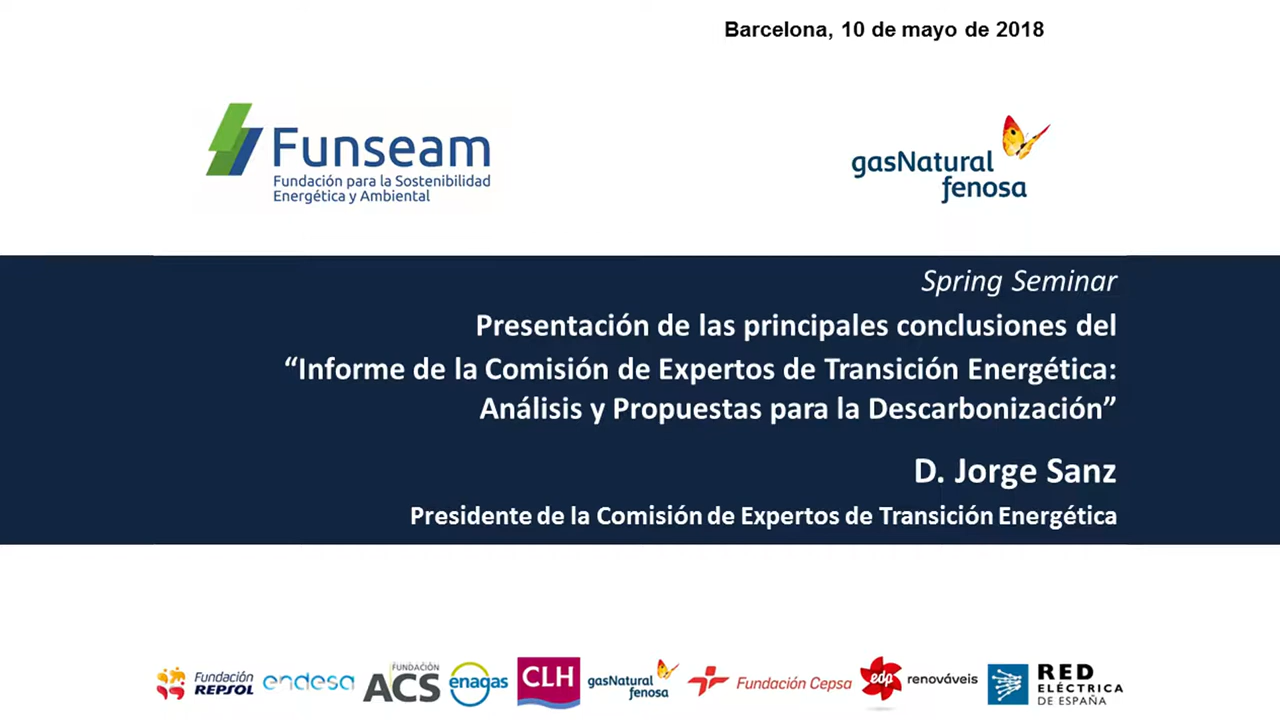 Barcelona, 10 de mayo de 2018
Funseam
Fundación para la Sostenibilidad
Energética y Ambiental
gasNatural
fenosa
Spring Seminar
Presentación de las principales conclusiones del
“Informe de la Comisión de Expertos de Transición Energética:
Análisis y Propuestas para la Descarbonización”
D. Jorge Sanz
Presidente de la Comisión de Expertos de Transición Energética
Fundación
REPSOL
endesa
FUNDACIÓN
ACS
enagas
CLH
gasNatural
fenosa
Fundación Cepsa
edp renováveis
RED
ELÉCTRICA
DE ESPAÑA